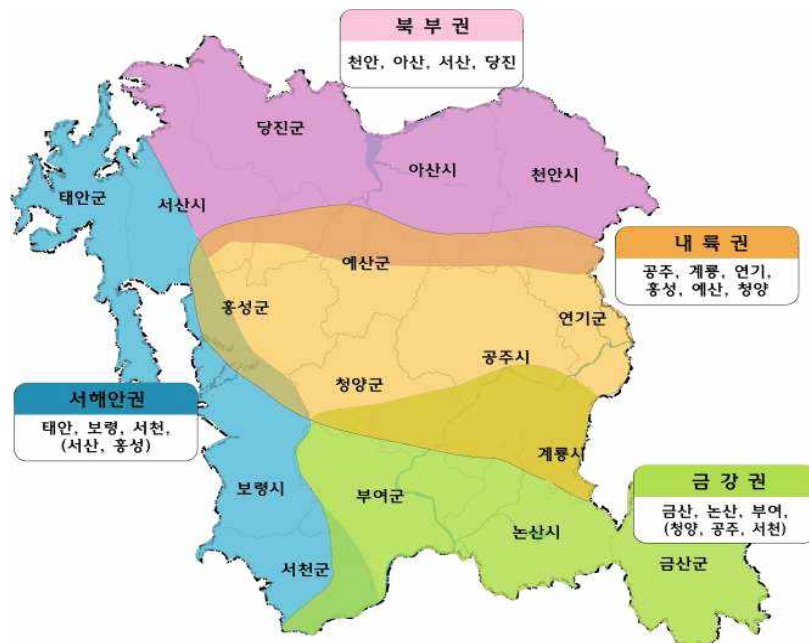 북 부 권
천안, 아산, 서산, 당진
당진군
아산시
천안시
태안군
서산시
예산군
내 륙 권
공주, 계룡, 연기,
홍성, 예산, 청양
홍성군
연기군
공주시
청양군
서해안권
태안, 보령, 서천,
(서산, 홍성)
계룡시
보령시
부여군
금 강 권
금산, 논산, 부여,
(청양, 공주, 서천)
논산시
서천군
금산군